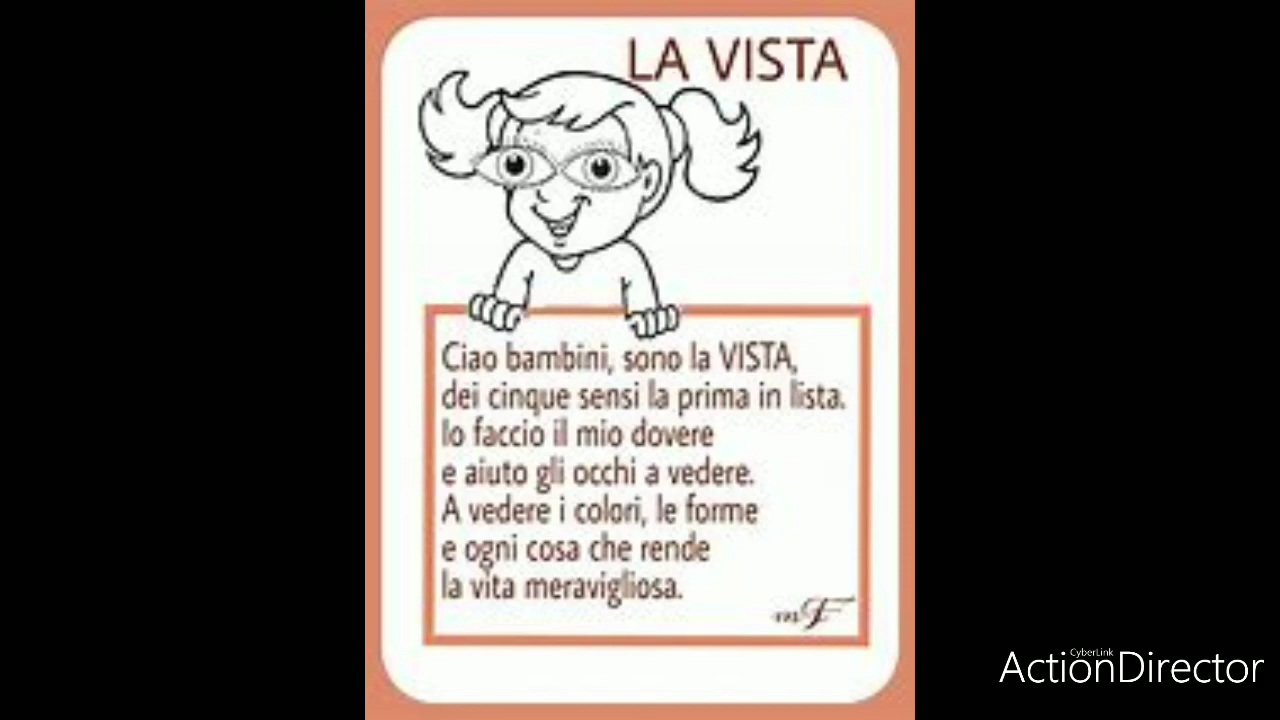 LA VISTA
Ciao bambini, sono la VISTA,
dei cinque sensi la prima in lista.
Io faccio il mio dovere
e aiuto gli occhi a vedere.
A vedere i colori, le forme
e ogni cosa che rende
la vita meravigliosa.
mF
CyberLink
ActionDirector